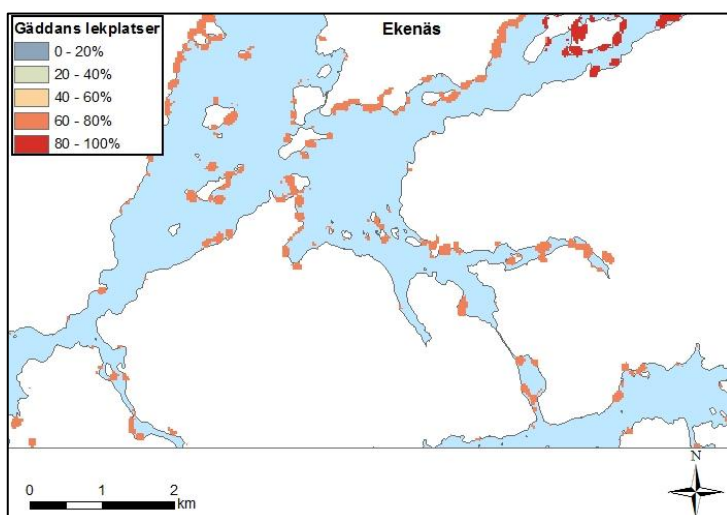 Gäddans lekplatser
0 - 20%
20 - 40%
40 - 60%
60 - 80%
80 - 100%
Ekenäs
N
0 1 2
km